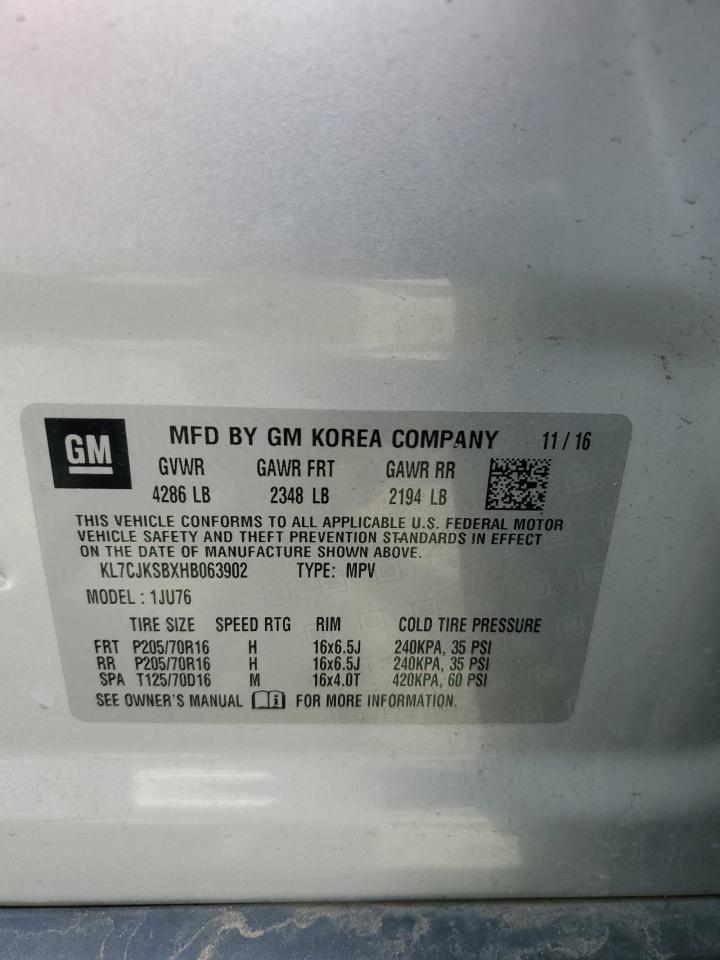 GM MFD BY GM KOREA COMPANY 11/16
GVWR GAWR FRT GAWR RR
4286 LB 2348 LB 2194 LB
THIS VEHICLE CONFORMS TO ALL APPLICABLE U.S. FEDERAL MOTOR
VEHICLE SAFETY AND THEFT PREVENTION STANDARDS IN EFFECT
ON THE DATE OF MANUFACTURE SHOWN ABOVE.
KL7CJKSBXHB063902 TYPE: MPV
MODEL: 1JU76
TIRE SIZE SPEED RTG RIM COLD TIRE PRESSURE
FRT P205/70R16 H 16x6.5J 240KPA, 35 PSI
RR P205/70R16 H 16x6.5J 240KPA, 35 PSI
SPA T125/70D16 M 16x4.0T 420KPA, 60 PSI
SEE OWNER'S MANUAL i FOR MORE INFORMATION.